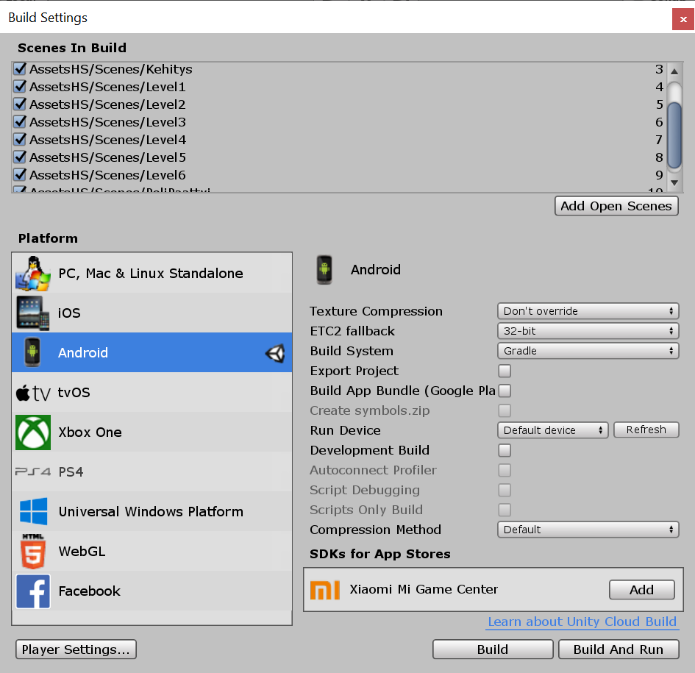 Build Settings
Scenes In Build
AssetsHS/Scenes/Kehitys 3
AssetsHS/Scenes/Level1 4
AssetsHS/Scenes/Level2 5
AssetsHS/Scenes/Level3 6
AssetsHS/Scenes/Level4 7
AssetsHS/Scenes/Level5 8
AssetsHS/Scenes/Level6 9
Add Open Scenes
Platform
PC, Mac & Linux Standalone
iOS
Android
tv tvOS
Xbox One
PS4 PS4
Universal Windows Platform
HTML 5 WebGL
f Facebook
Android
Texture Compression Don't override
ETC2 fallback 32-bit
Build System Gradle
Export Project
Build App Bundle (Google Pla
Create symbols.zip
Run Device Default device Refresh
Development Build
Autoconnect Profiler
Script Debugging
Scripts Only Build
Compression Method Default
SDKs for App Stores
MI Xiaomi Mi Game Center Add
Learn about Unity Cloud Build
Player Settings... Build Build And Run